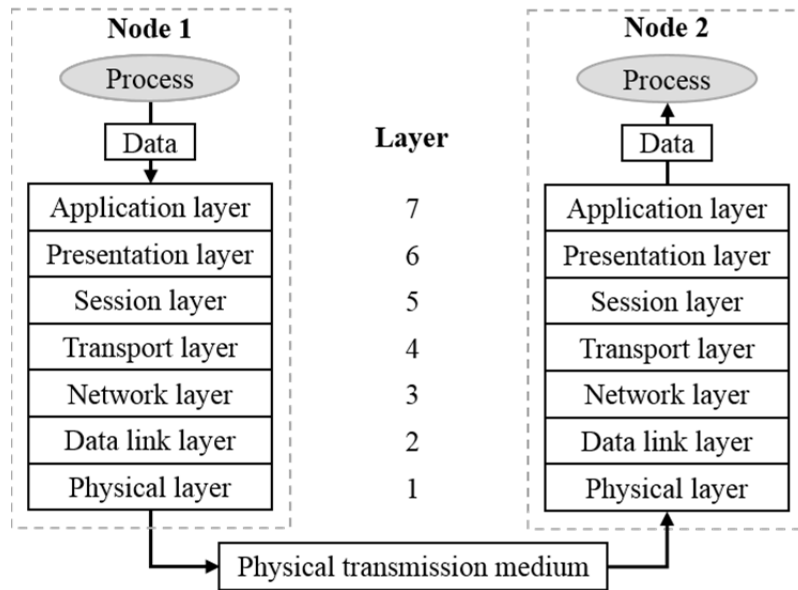 Node 1
Process
Data
Application layer
Presentation layer
Session layer
Transport layer
Network layer
Data link layer
Physical layer
Layer
7
6
5
4
3
2
1
Node 2
Process
Data
Application layer
Presentation layer
Session layer
Transport layer
Network layer
Data link layer
Physical layer
Physical transmission medium